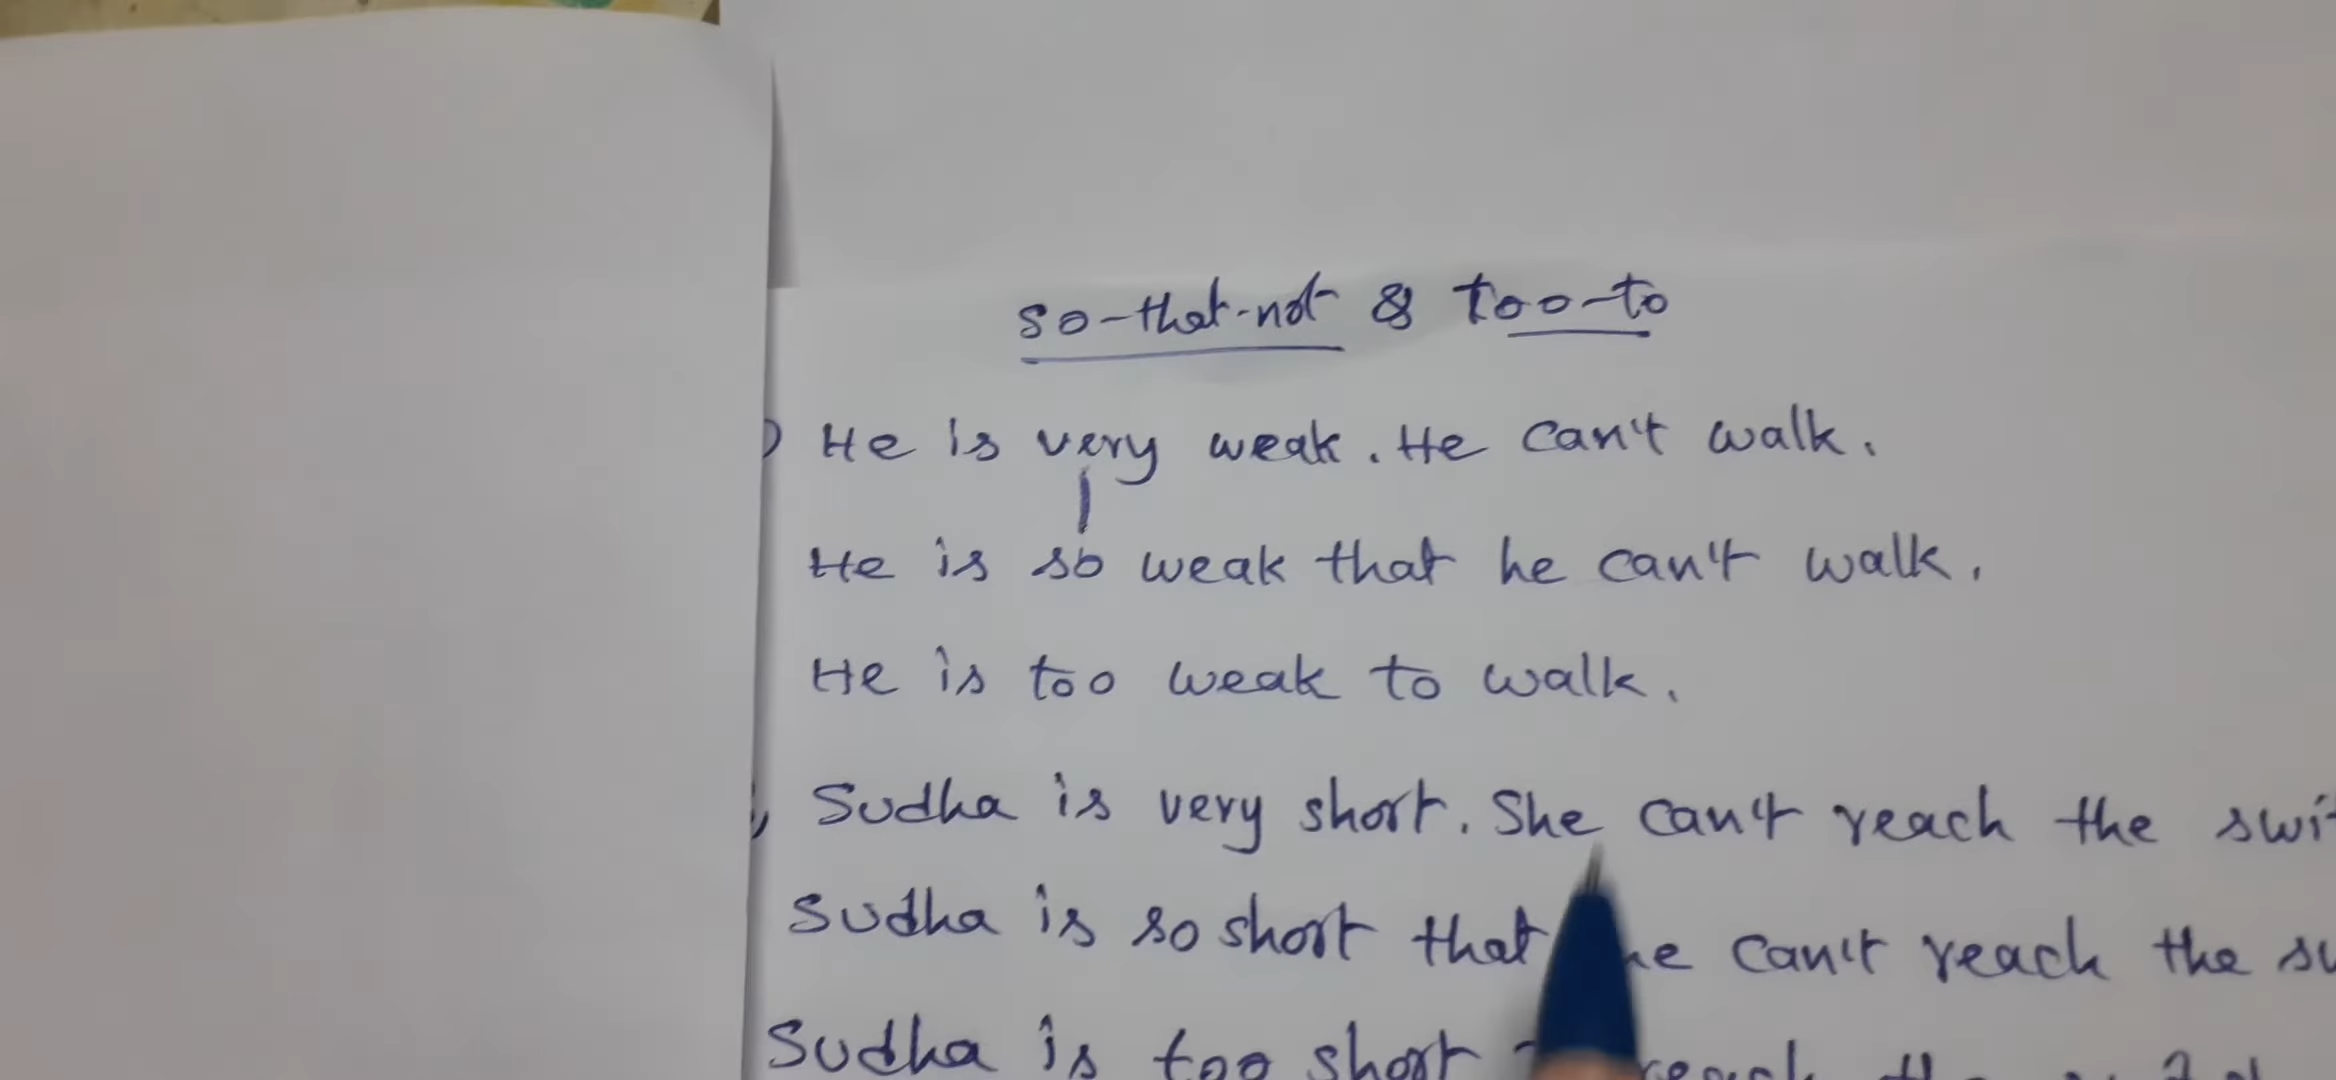 so-that-not & too-to
) He is very weak. He can't walk.
He is so weak that he can't walk.
He is too weak to walk.
Sudha is very short. She can't reach the
Sudha is so short that can't reach the
Sudha is too short